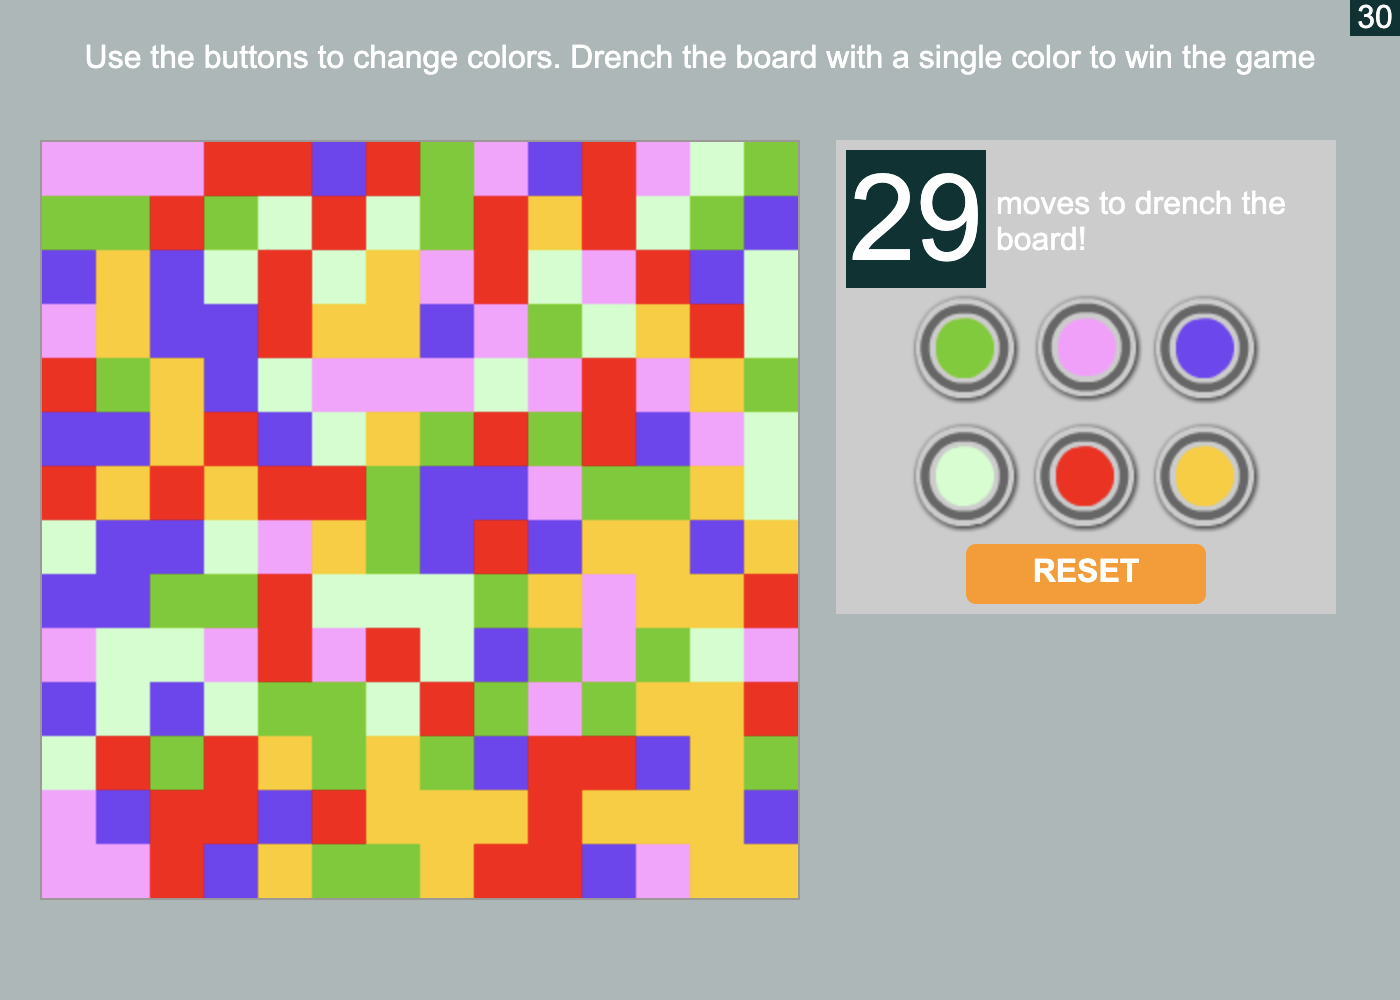 30
Use the buttons to change colors. Drench the board with a single color to win the game
29
moves to drench the
board!
RESET